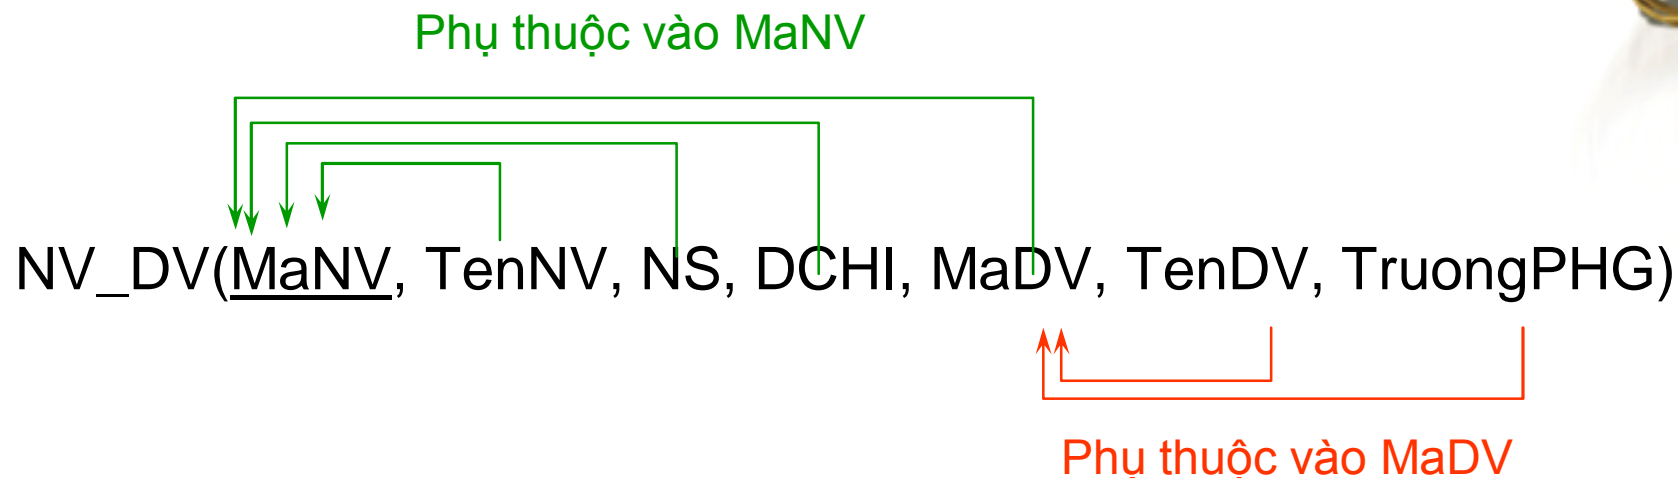 Phụ thuộc vào MaNV
NV_DV(MaNV, TenNV, NS, DCHI, MaDV, TenDV, TruongPHG)
Phụ thuộc vào MaDV